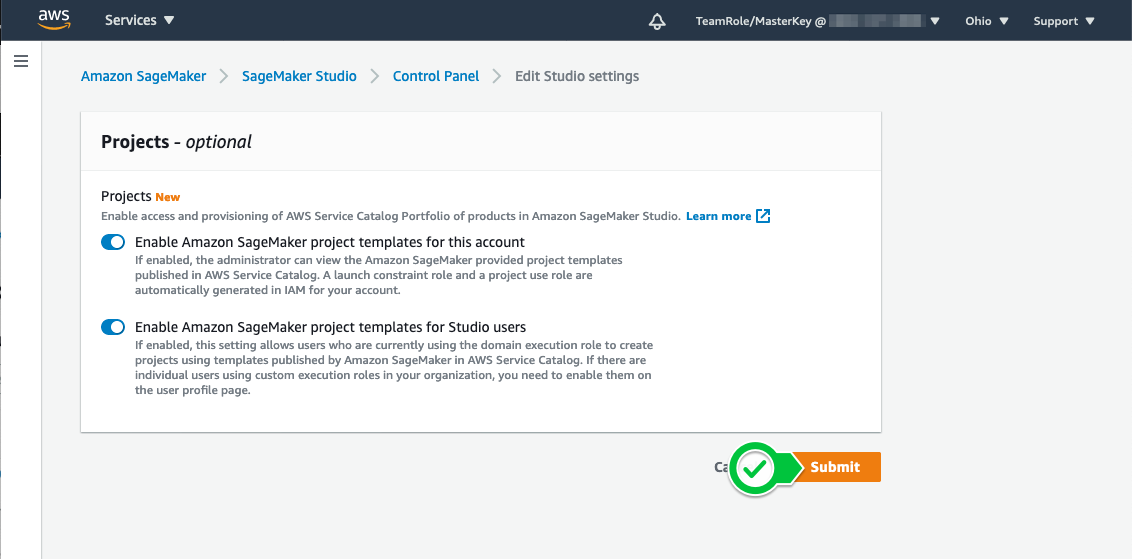 aws
Services
TeamRole/MasterKey @
Ohio
Support
Amazon SageMaker
SageMaker Studio
Control Panel
Edit Studio settings
Projects - optional
Projects New
Enable access and provisioning of AWS Service Catalog Portfolio of products in Amazon SageMaker Studio. Learn more
Enable Amazon SageMaker project templates for this account
If enabled, the administrator can view the Amazon SageMaker provided project templates
published in AWS Service Catalog. A launch constraint role and a project use role are
automatically generated in IAM for your account.
Enable Amazon SageMaker project templates for Studio users
If enabled, this setting allows users who are currently using the domain execution role to create
projects using templates published by Amazon SageMaker in AWS Service Catalog. If there are
individual users using custom execution roles in your organization, you need to enable them on
the user profile page.
Submit